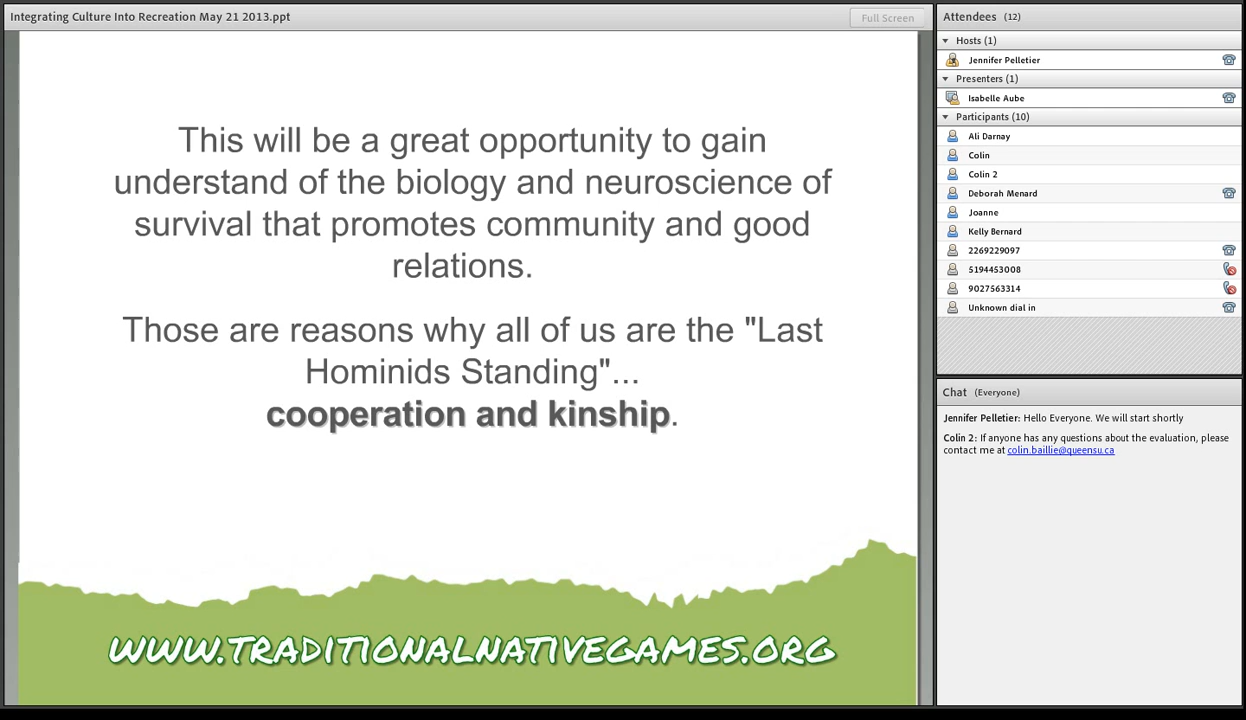 Integrating Culture Into Recreation May 21 2013.ppt
Full Screen
This will be a great opportunity to gain
understand of the biology and neuroscience of
survival that promotes community and good
relations.
Those are reasons why all of us are the "Last
Hominids Standing"...
cooperation and kinship.
WWW.TRADITIONALNATIVEGAMES.ORG
Attendees (12)
Hosts (1)
Jennifer Pelletier
Presenters (1)
Isabelle Aube
Participants (10)
Ali Darnay
Colin
Colin 2
Deborah Menard
Joanne
Kelly Bernard
2269229097
5194453008
9027563314
Unknown dial in
Chat (Everyone)
Jennifer Pelletier: Hello Everyone. We will start shortly
Colin 2: If anyone has any questions about the evaluation, please
contact me at colin.baillie@queensu.ca